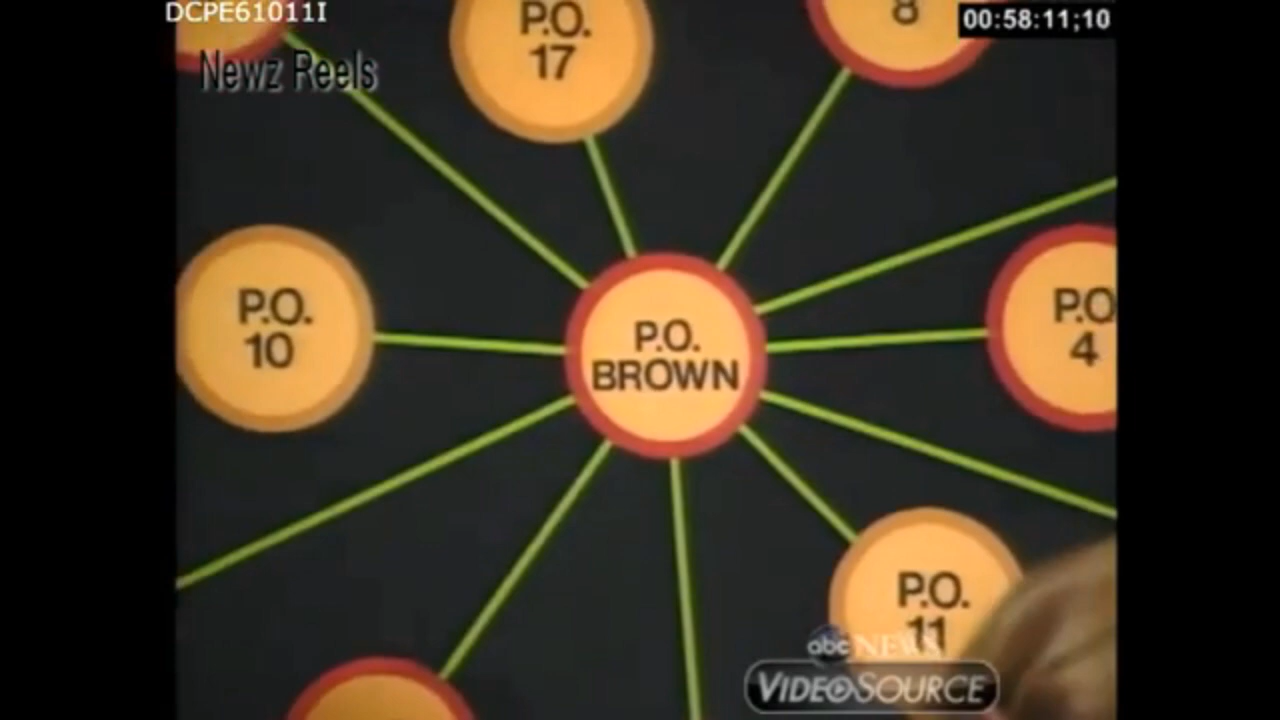 DCPE61011I
00:58:11;10
Newz Reels
P.O.
17
8
P.O.
10
P.O.
BROWN
P.O
4
P.O.
11
abc NEWS
VIDEOSOURCE